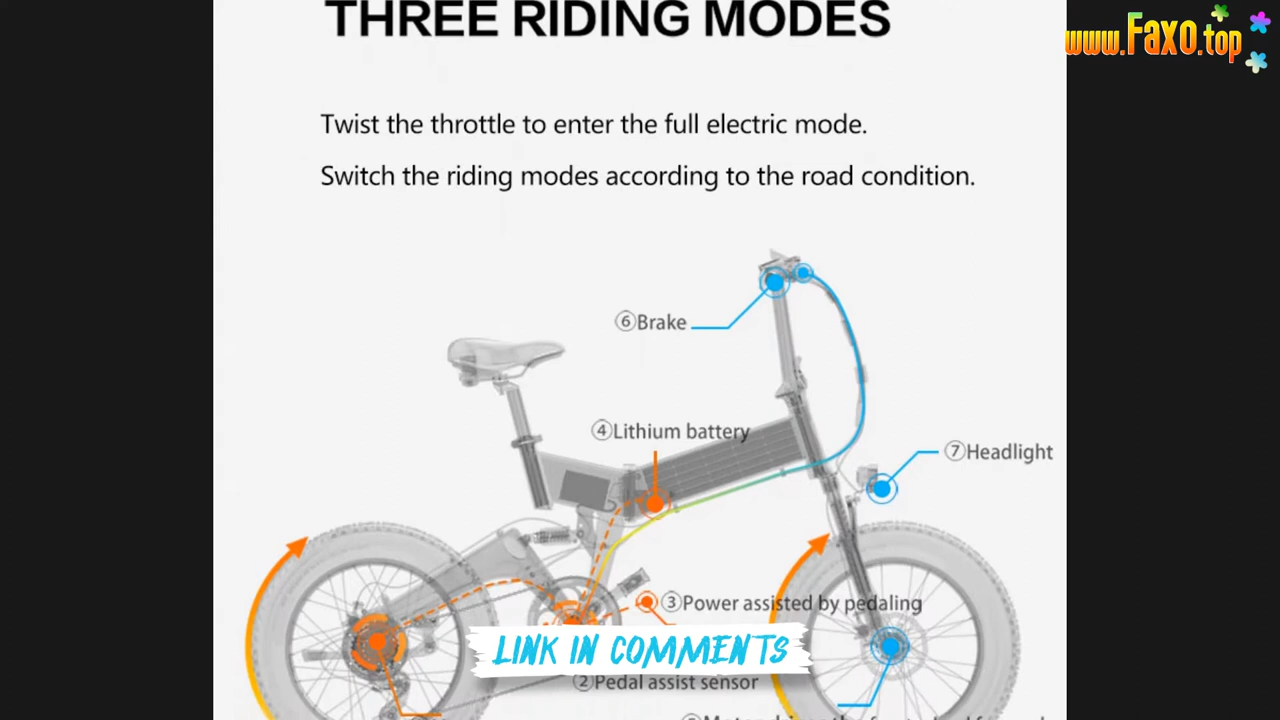 THREE RIDING MODES
www.Faxo.top
Twist the throttle to enter the full electric mode.
Switch the riding modes according to the road condition.
⑥Brake
④Lithium battery
⑦Headlight
③Power assisted by pedaling
LINK IN COMMENTS
②Pedal assist sensor